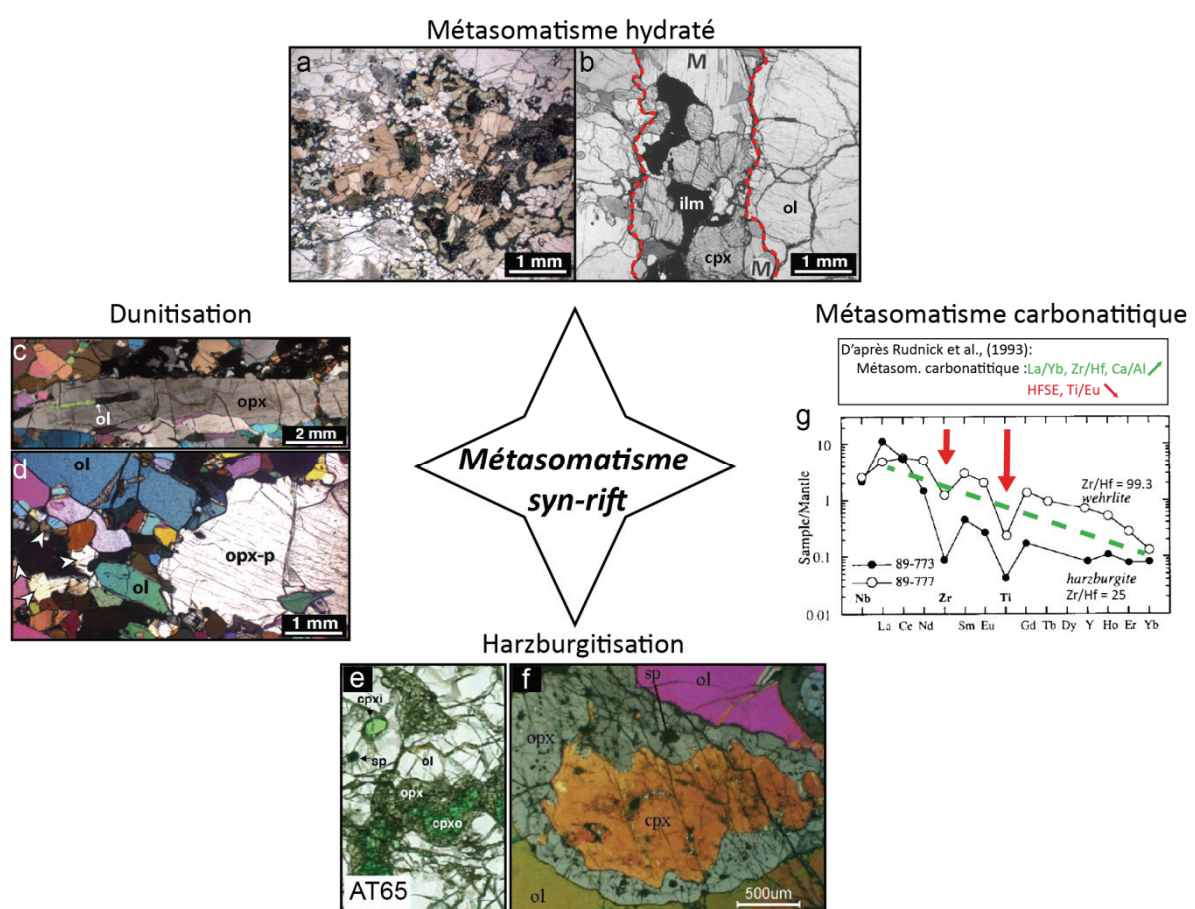 Métasomatisme hydraté
a
b
M
ilm
ol
cpx
M
1 mm
1 mm
Dunitisation
c
opx
ol
2 mm
d
ol
opx-p
ol
1 mm
Métasomatisme
syn-rift
Métasomatisme carbonatitique
D'après Rudnick et al., (1993):
Métasom. carbonatitique :La/Yb, Zr/Hf, Ca/Al
HFSE, Ti/Eu
g
10
1
0.1
0.01
Sample/Mantle
Zr/Hf = 99.3
wehrlite
89-773
89-777
harzburgite
Zr/Hf = 25
Nb
Zr
Ti
La Ce Nd Sm Eu Gd Tb Dy Y Ho Er Yb
Harzburgitisation
e
cpxi
sp
ol
opx
cpxo
AT65
f
sp
ol
opx
cpx
ol
500um